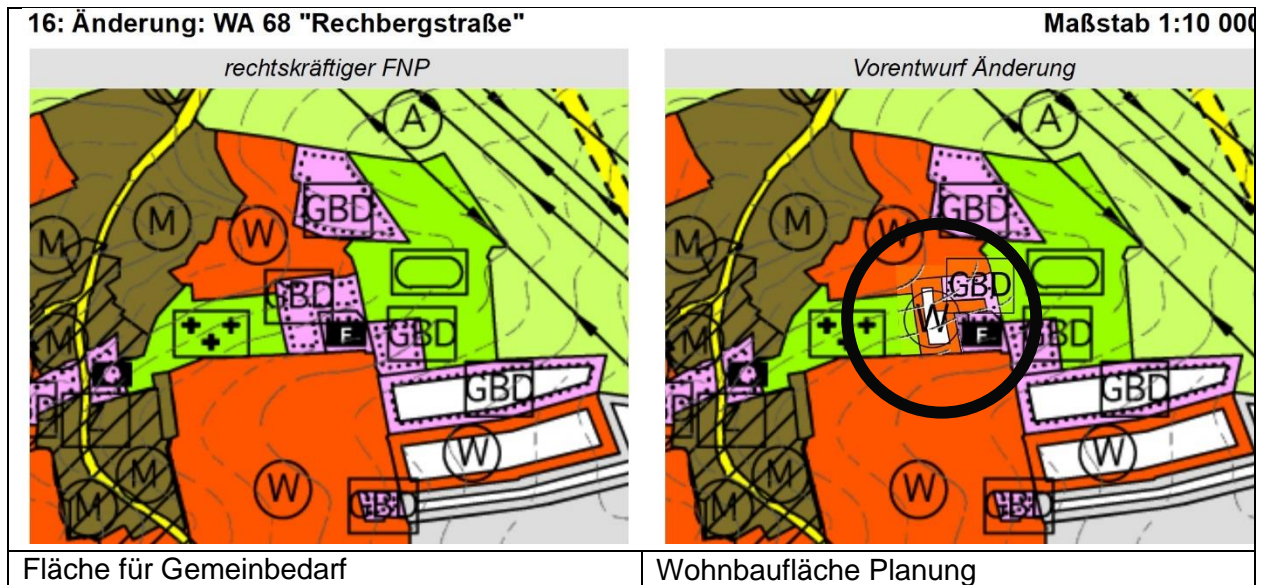 16: Änderung: WA 68 "Rechbergstraße"
Maßstab 1:10 000
rechtskräftiger FNP
Vorentwurf Änderung
A
A
GBD
GBD
M
M
W
M
M
W
GBD
GBD
W
F
GBD
F
GBD
M
M
GBD
GBD
W
W
M
M
M
M
W
W
GBD
GBD
Fläche für Gemeinbedarf
Wohnbaufläche Planung